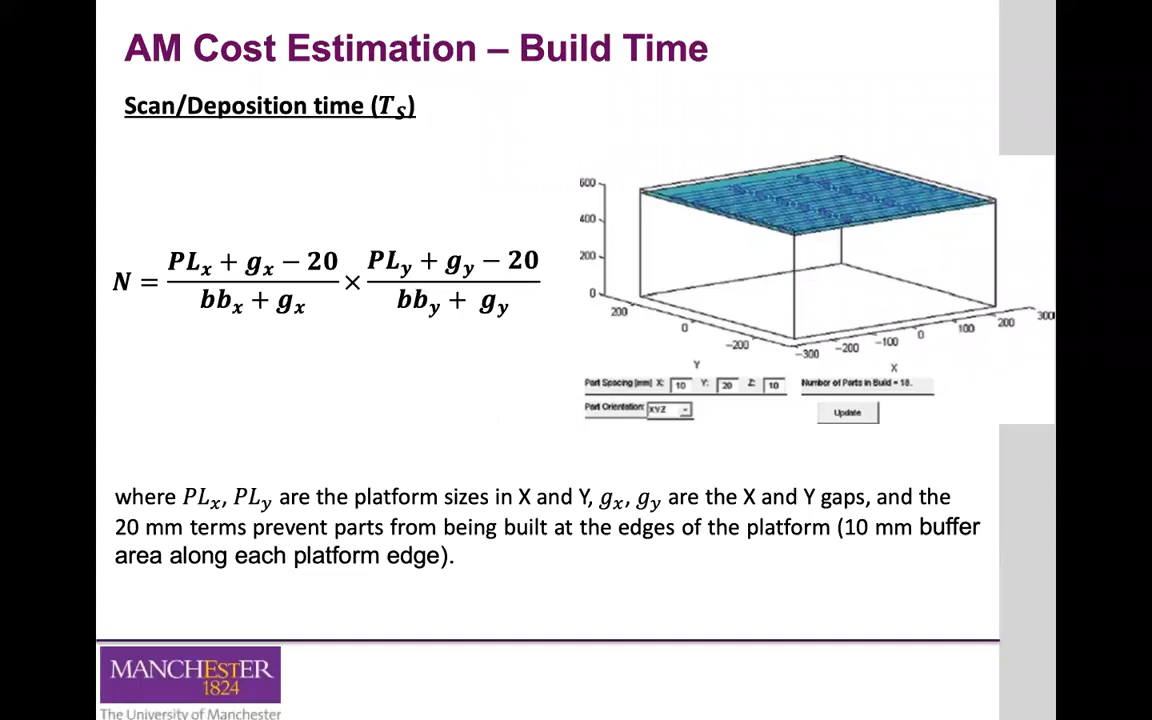 AM Cost Estimation – Build Time
Scan/Deposition time (T_S)
N = (PL_x + g_x − 20)/(bb_x + g_x) × (PL_y + g_y − 20)/(bb_y + g_y)
600
400
200
0
200
0
-200
-300
-200
-100
0
100
200
300
Y
X
Part Spacing [mm] X: 10 Y: 20 Z: 10 Number of Parts in Build = 18.
Part Orientation: XYZ Update
where PL_x, PL_y are the platform sizes in X and Y, g_x, g_y are the X and Y gaps, and the
20 mm terms prevent parts from being built at the edges of the platform (10 mm buffer
area along each platform edge).
MANCHESTER
1824
The University of Manchester